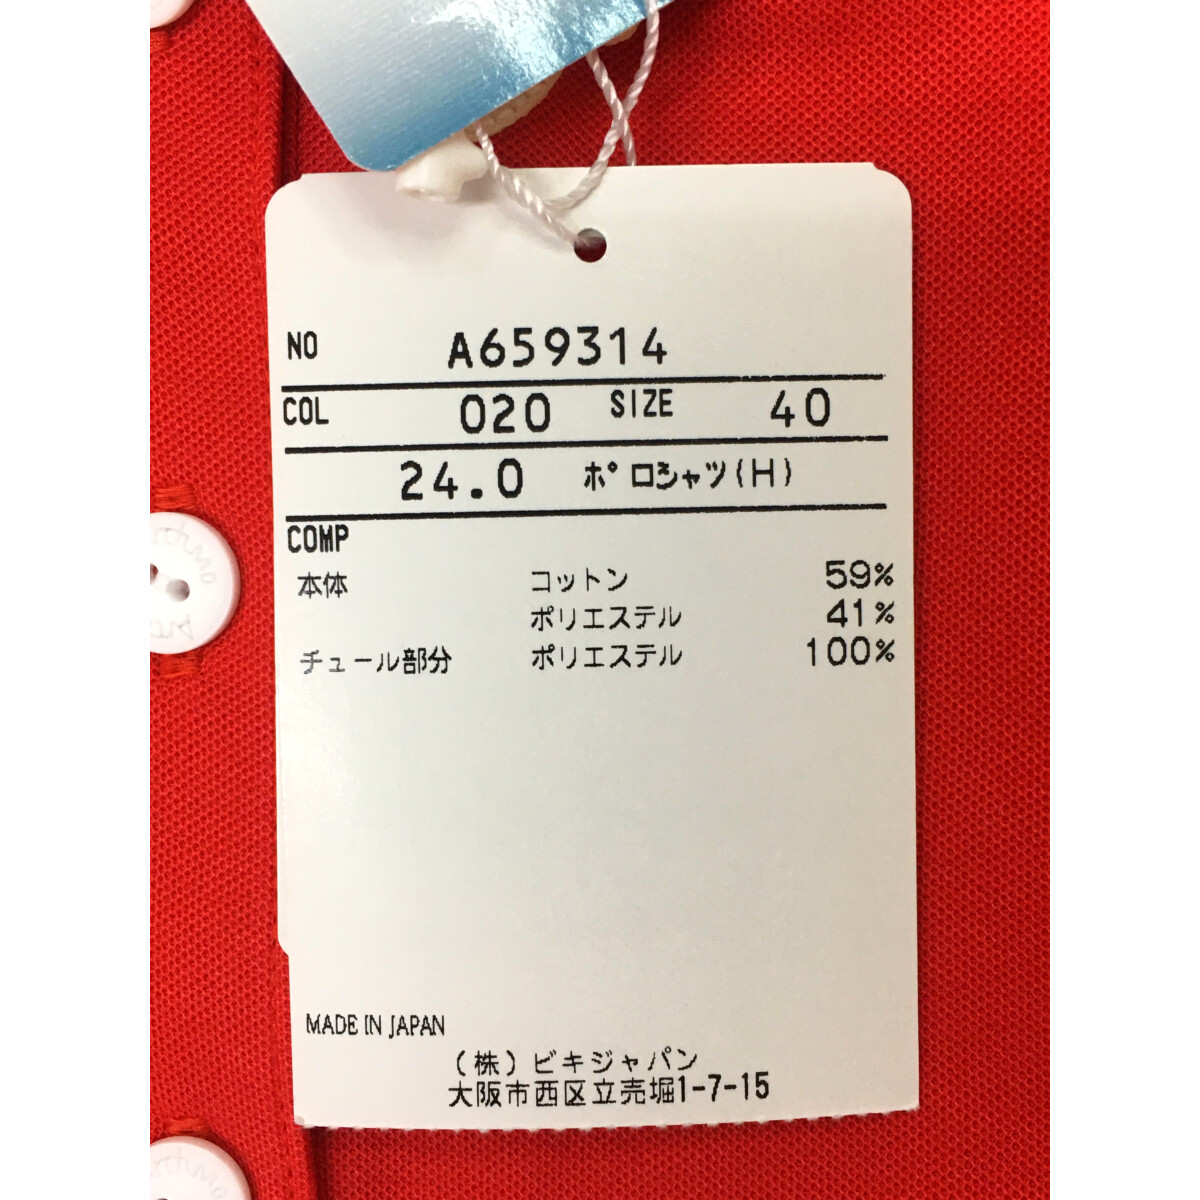 NO A659314
COL 020 SIZE 40
24.0 ポロシャツ(H)
COMP
本体 コットン 59%
ポリエステル 41%
チュール部分 ポリエステル 100%
MADE IN JAPAN
(株)ビキジャパン
大阪市西区立売堀1-7-15